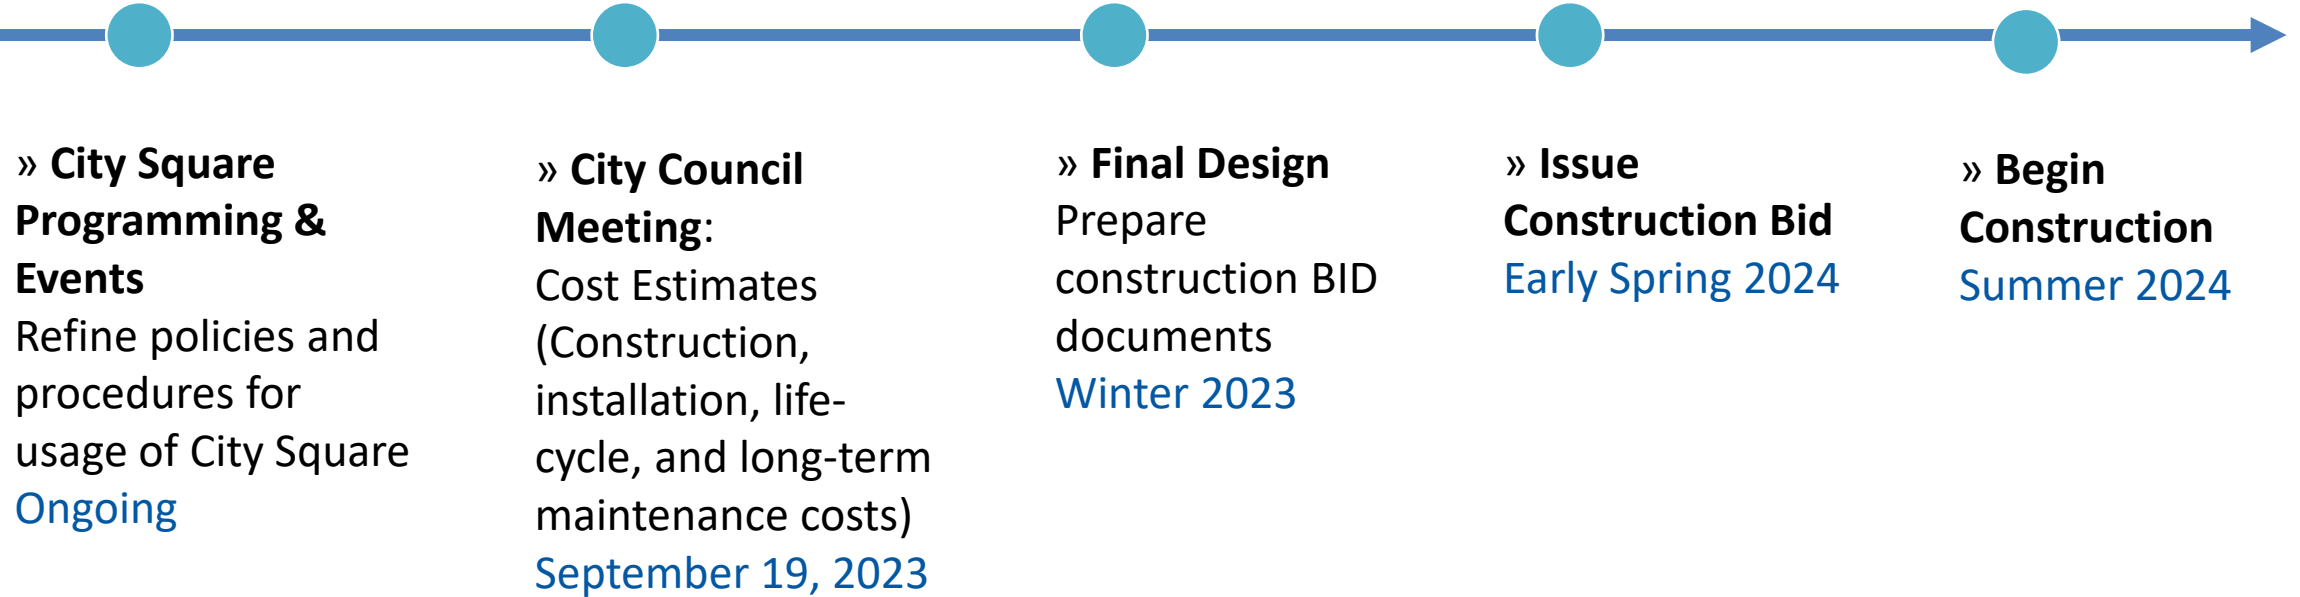 » City Square
Programming &
Events
Refine policies and
procedures for
usage of City Square
Ongoing
» City Council
Meeting:
Cost Estimates
(Construction,
installation, life-
cycle, and long-term
maintenance costs)
September 19, 2023
» Final Design
Prepare
construction BID
documents
Winter 2023
» Issue
Construction Bid
Early Spring 2024
» Begin
Construction
Summer 2024